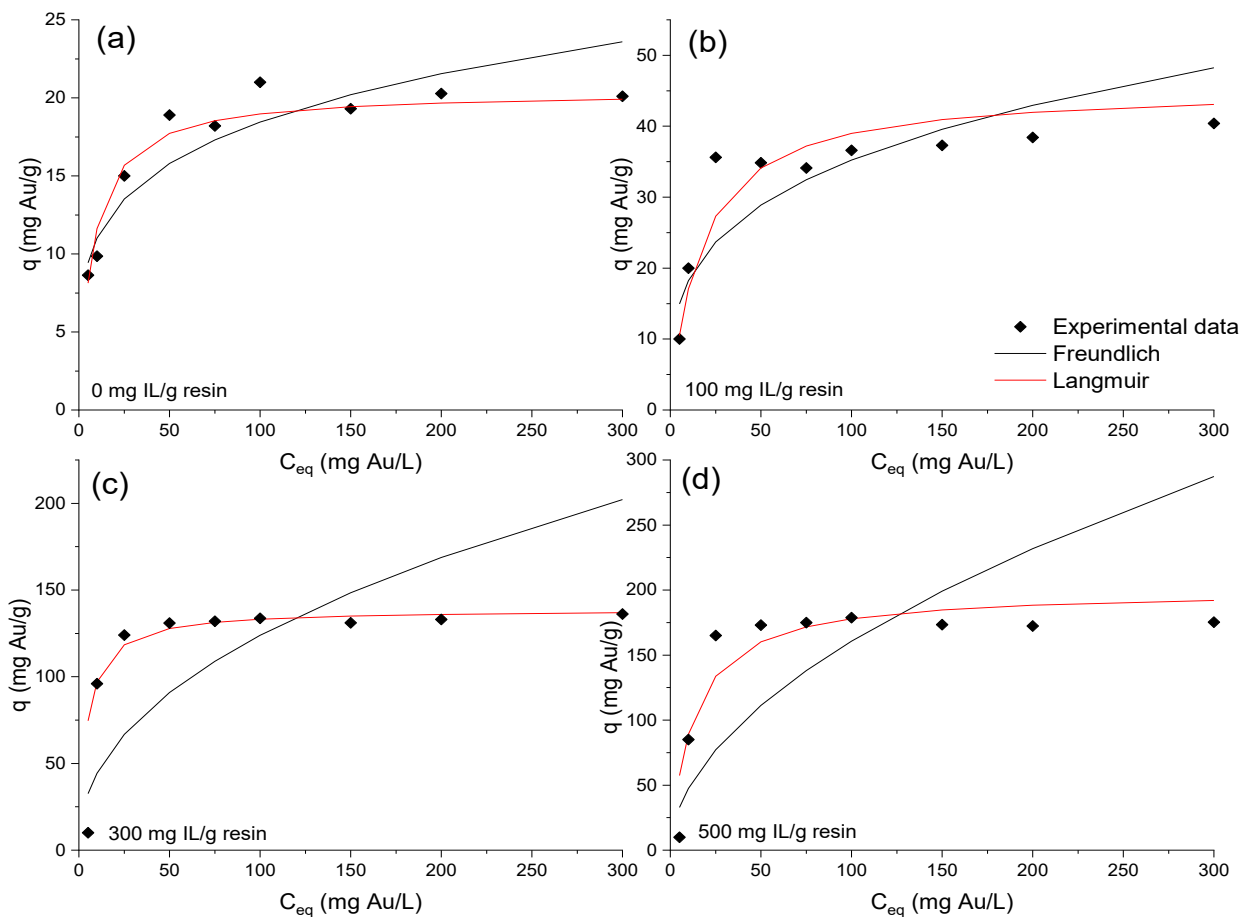 (a)
25
20
15
10
5
0
q (mg Au/g)
0 mg IL/g resin
0 50 100 150 200 250 300
C_eq (mg Au/L)
(b)
50
40
30
20
10
0
q (mg Au/g)
Experimental data
Freundlich
Langmuir
100 mg IL/g resin
0 50 100 150 200 250 300
C_eq (mg Au/L)
(c)
200
150
100
50
0
q (mg Au/g)
300 mg IL/g resin
0 50 100 150 200 250 300
C_eq (mg Au/L)
(d)
300
250
200
150
100
50
0
q (mg Au/g)
500 mg IL/g resin
0 50 100 150 200 250 300
C_eq (mg Au/L)